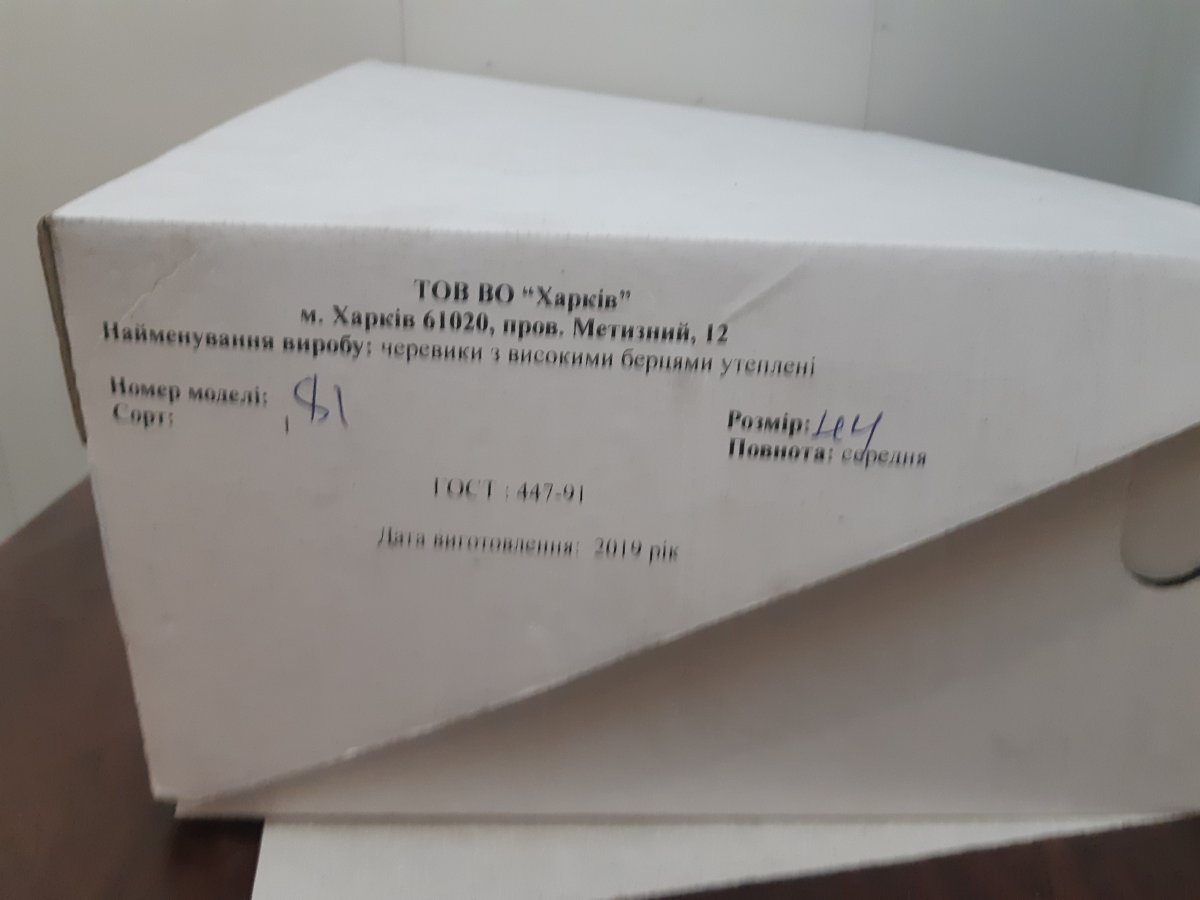 ТОВ ВО “Харків”
м. Харків 61020, пров. Метизний, 12
Найменування виробу: черевики з високими берцями утеплені
Номер моделі: 81
Сорт:
Розмір: 44
Повнота: середня
ГОСТ : 447-91
Дата виготовлення: 2019 рік